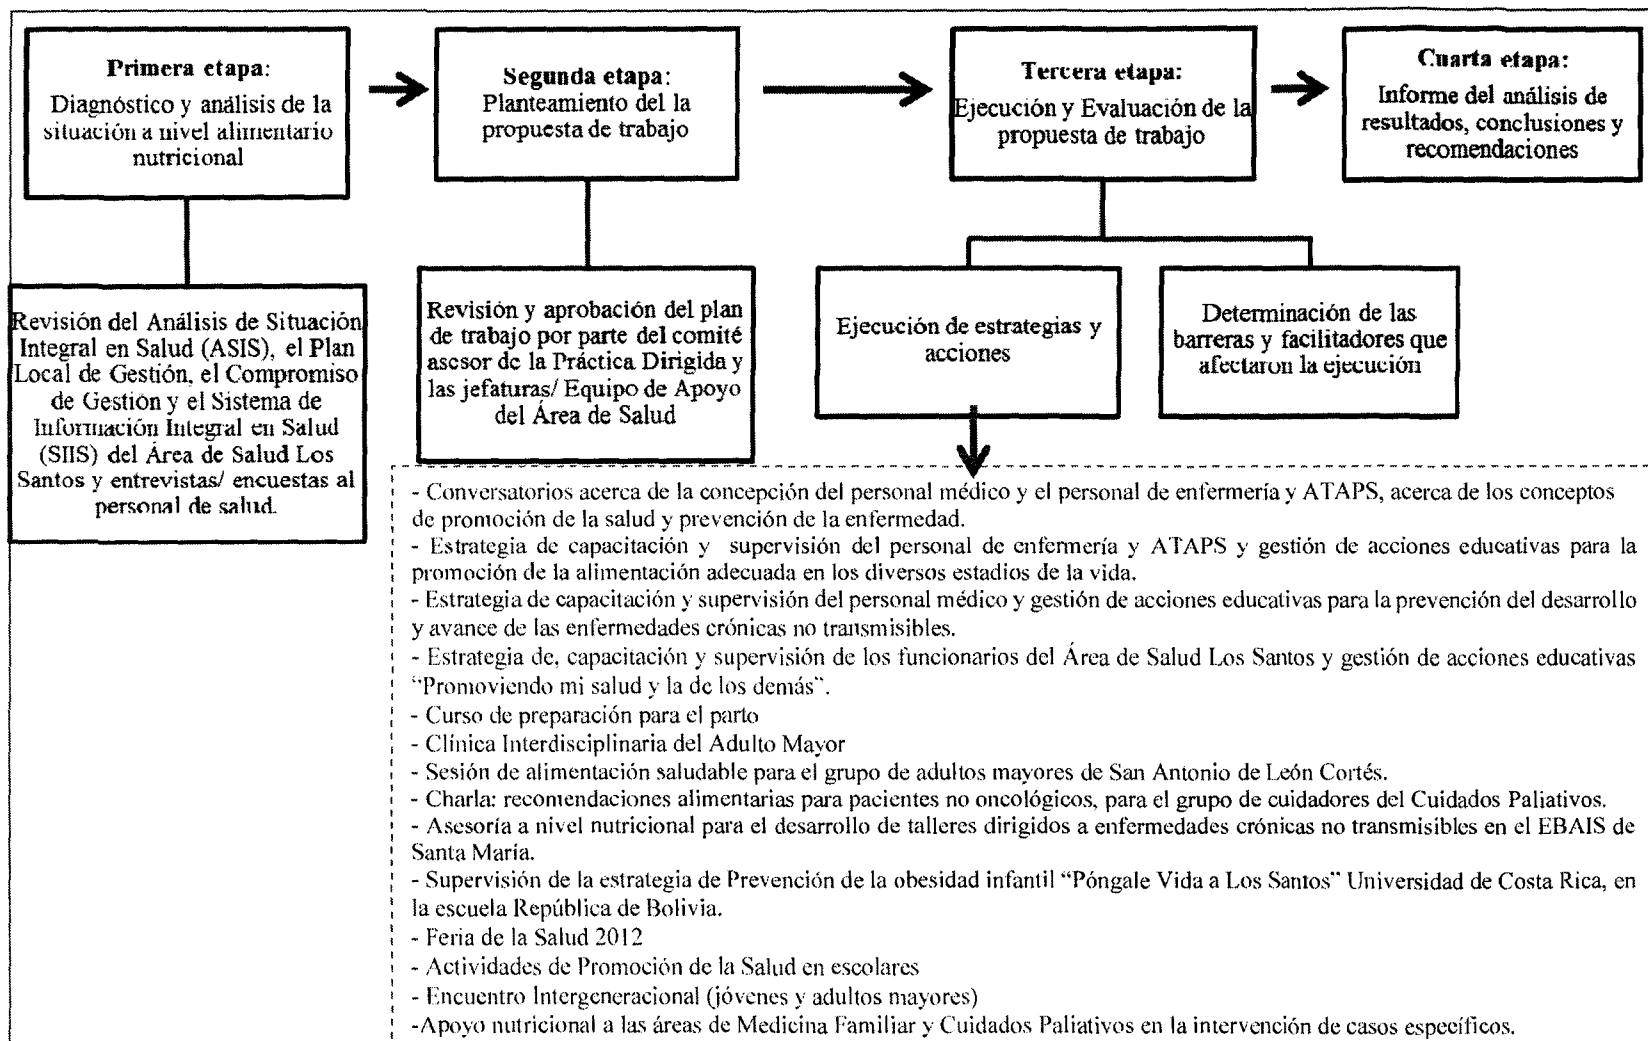 Primera etapa:
Diagnóstico y análisis de la
situación a nivel alimentario
nutricional
Segunda etapa:
Planteamiento del la
propuesta de trabajo
Tercera etapa:
Ejecución y Evaluación de la
propuesta de trabajo
Cuarta etapa:
Informe del análisis de
resultados, conclusiones y
recomendaciones
Revisión del Análisis de Situación
Integral en Salud (ASIS), el Plan
Local de Gestión, el Compromiso
de Gestión y el Sistema de
Información Integral en Salud
(SIIS) del Área de Salud Los
Santos y entrevistas/ encuestas al
personal de salud.
Revisión y aprobación del plan
de trabajo por parte del comité
asesor de la Práctica Dirigida y
las jefaturas/ Equipo de Apoyo
del Área de Salud
Ejecución de estrategias y
acciones
Determinación de las
barreras y facilitadores que
afectaron la ejecución
- Conversatorios acerca de la concepción del personal médico y el personal de enfermería y ATAPS, acerca de los conceptos
de promoción de la salud y prevención de la enfermedad.
- Estrategia de capacitación y supervisión del personal de enfermería y ATAPS y gestión de acciones educativas para la
promoción de la alimentación adecuada en los diversos estadios de la vida.
- Estrategia de capacitación y supervisión del personal médico y gestión de acciones educativas para la prevención del desarrollo
y avance de las enfermedades crónicas no transmisibles.
- Estrategia de, capacitación y supervisión de los funcionarios del Área de Salud Los Santos y gestión de acciones educativas
“Promoviendo mi salud y la de los demás”.
- Curso de preparación para el parto
- Clínica Interdisciplinaria del Adulto Mayor
- Sesión de alimentación saludable para el grupo de adultos mayores de San Antonio de León Cortés.
- Charla: recomendaciones alimentarias para pacientes no oncológicos, para el grupo de cuidadores del Cuidados Paliativos.
- Asesoría a nivel nutricional para el desarrollo de talleres dirigidos a enfermedades crónicas no transmisibles en el EBAIS de
Santa María.
- Supervisión de la estrategia de Prevención de la obesidad infantil “Póngale Vida a Los Santos” Universidad de Costa Rica, en
la escuela República de Bolivia.
- Feria de la Salud 2012
- Actividades de Promoción de la Salud en escolares
- Encuentro Intergeneracional (jóvenes y adultos mayores)
-Apoyo nutricional a las áreas de Medicina Familiar y Cuidados Paliativos en la intervención de casos específicos.